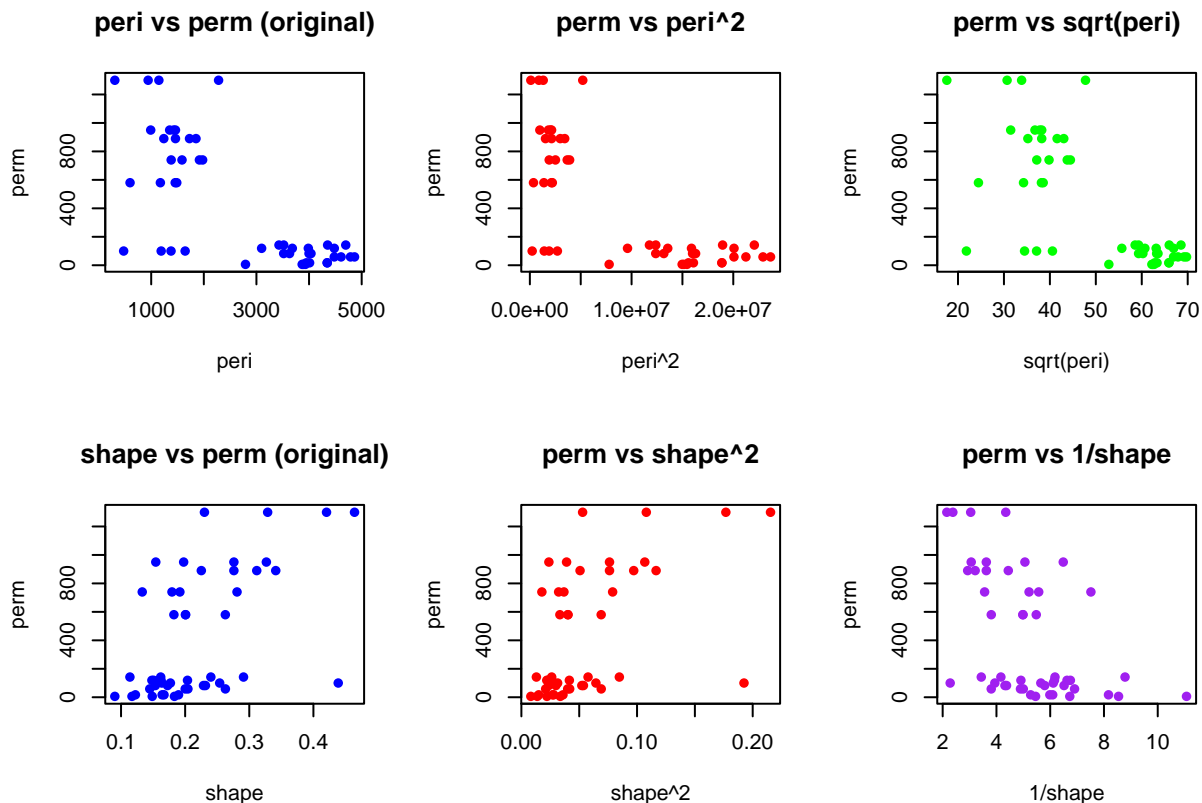 peri vs perm (original)
perm
0 400 800
1000 3000 5000
peri
perm vs peri^2
perm
0 400 800
0.0e+00 1.0e+07 2.0e+07
peri^2
perm vs sqrt(peri)
perm
0 400 800
20 30 40 50 60 70
sqrt(peri)
shape vs perm (original)
perm
0 400 800
0.1 0.2 0.3 0.4
shape
perm vs shape^2
perm
0 400 800
0.00 0.10 0.20
shape^2
perm vs 1/shape
perm
0 400 800
2 4 6 8 10
1/shape